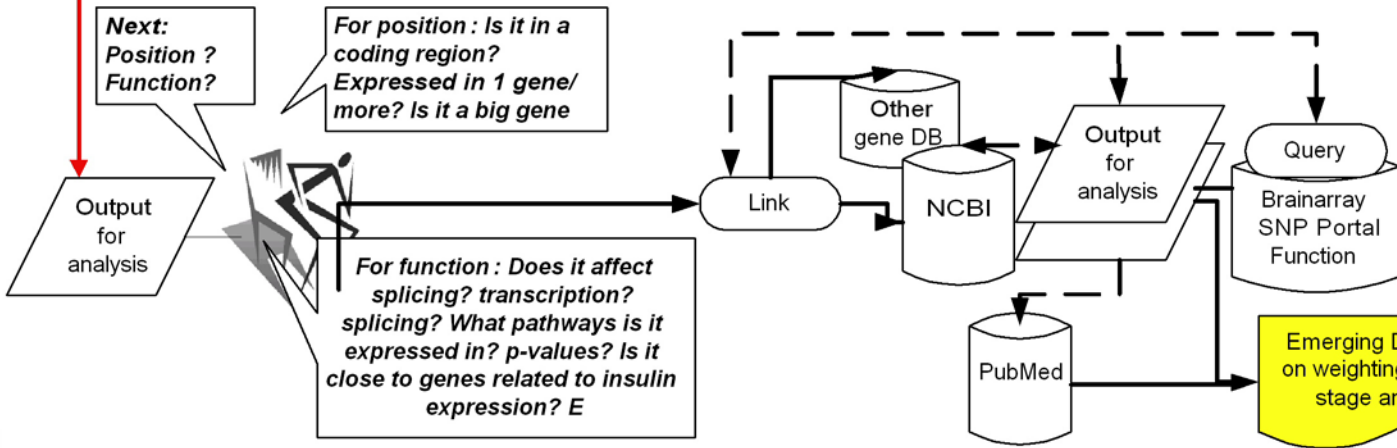 Next:
Position ?
Function?
For position : Is it in a
coding region?
Expressed in 1 gene/
more? Is it a big gene
Output
for
analysis
For function : Does it affect
splicing? transcription?
splicing? What pathways is it
expressed in? p-values? Is it
close to genes related to insulin
expression? E
Link
Other
gene DB
NCBI
Output
for
analysis
Query
Brainarray
SNP Portal
Function
PubMed
Emerging
on weighting
stage